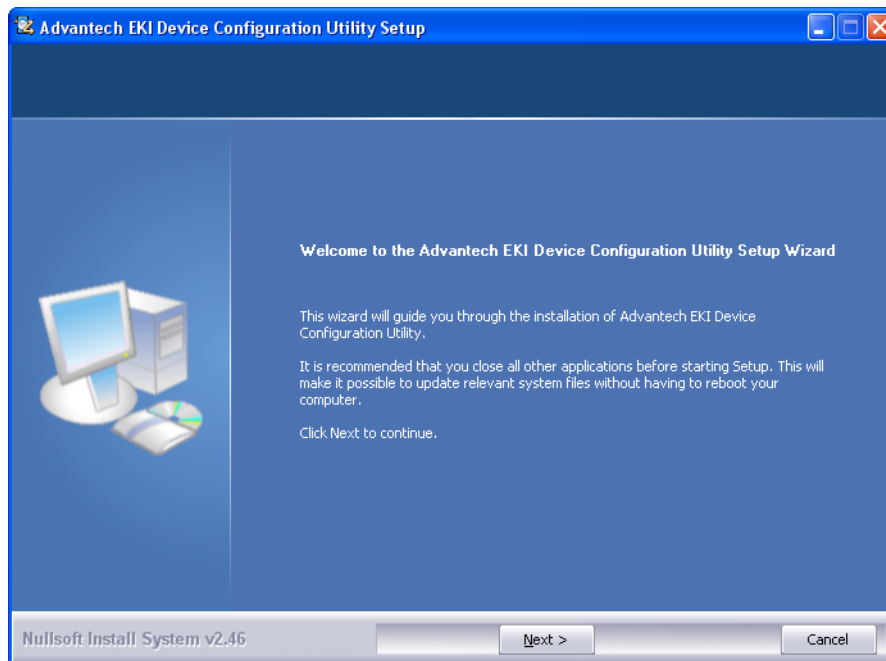 Advantech EKI Device Configuration Utility Setup
Welcome to the Advantech EKI Device Configuration Utility Setup Wizard
This wizard will guide you through the installation of Advantech EKI Device
Configuration Utility.
It is recommended that you close all other applications before starting Setup. This will
make it possible to update relevant system files without having to reboot your
computer.
Click Next to continue.
Nullsoft Install System v2.46
Next >
Cancel